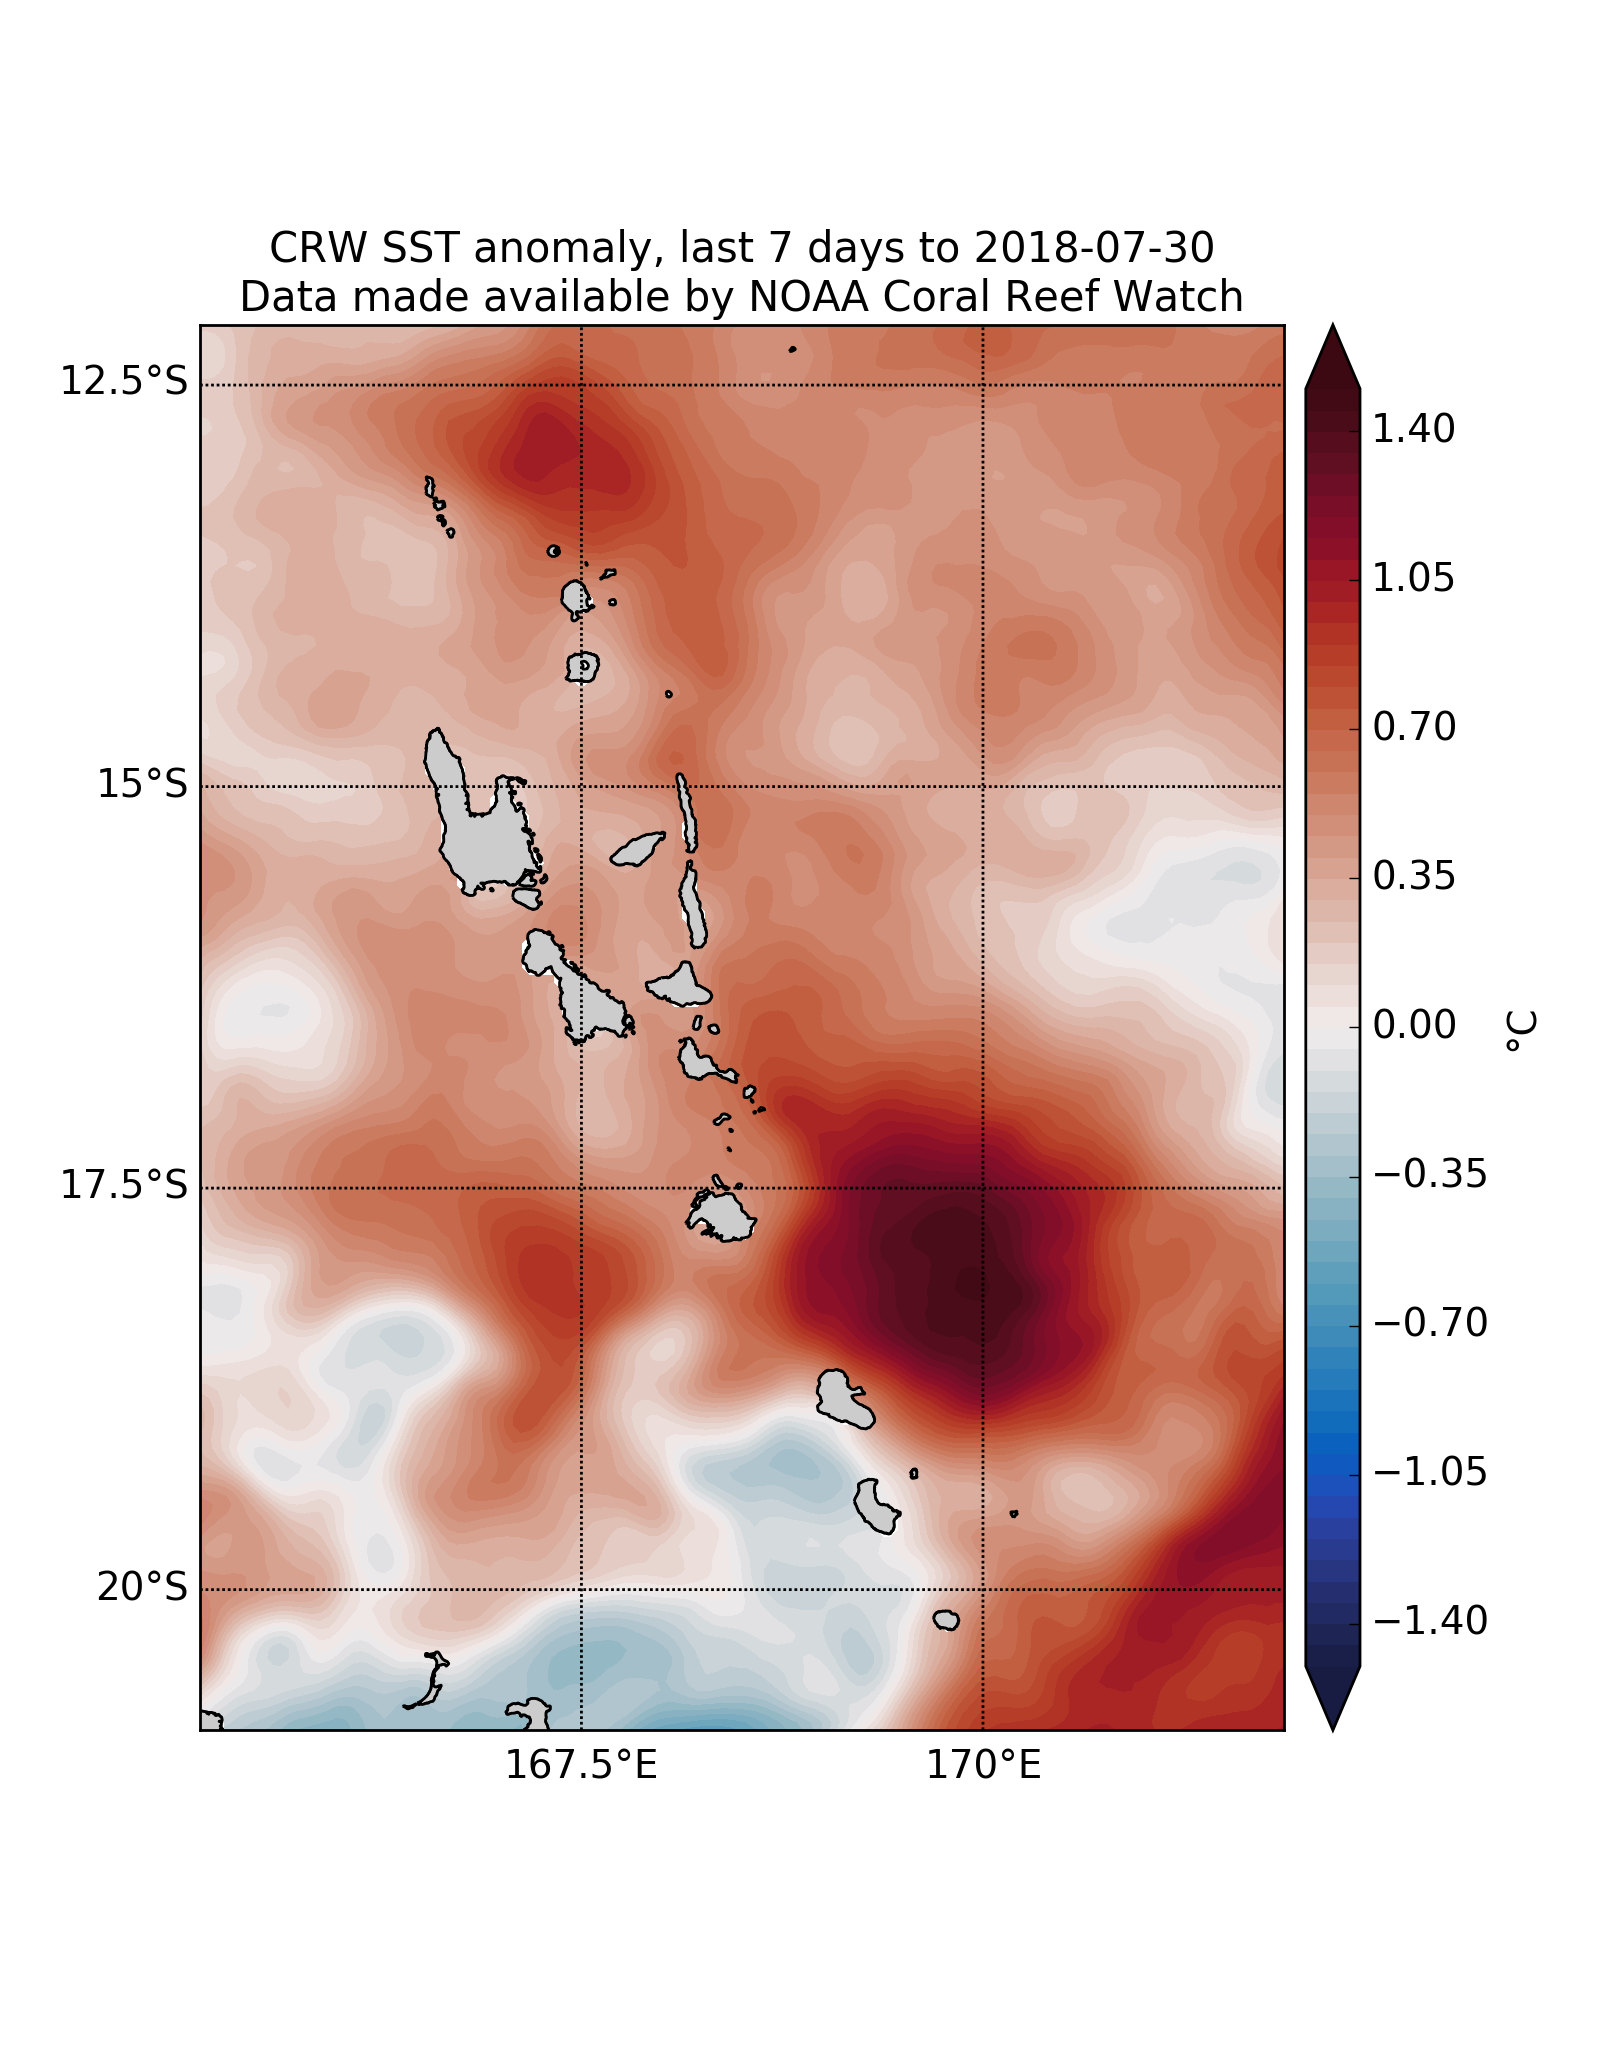 CRW SST anomaly, last 7 days to 2018-07-30
Data made available by NOAA Coral Reef Watch
12.5°S
15°S
17.5°S
20°S
167.5°E
170°E
1.40
1.05
0.70
0.35
0.00
−0.35
−0.70
−1.05
−1.40
°C